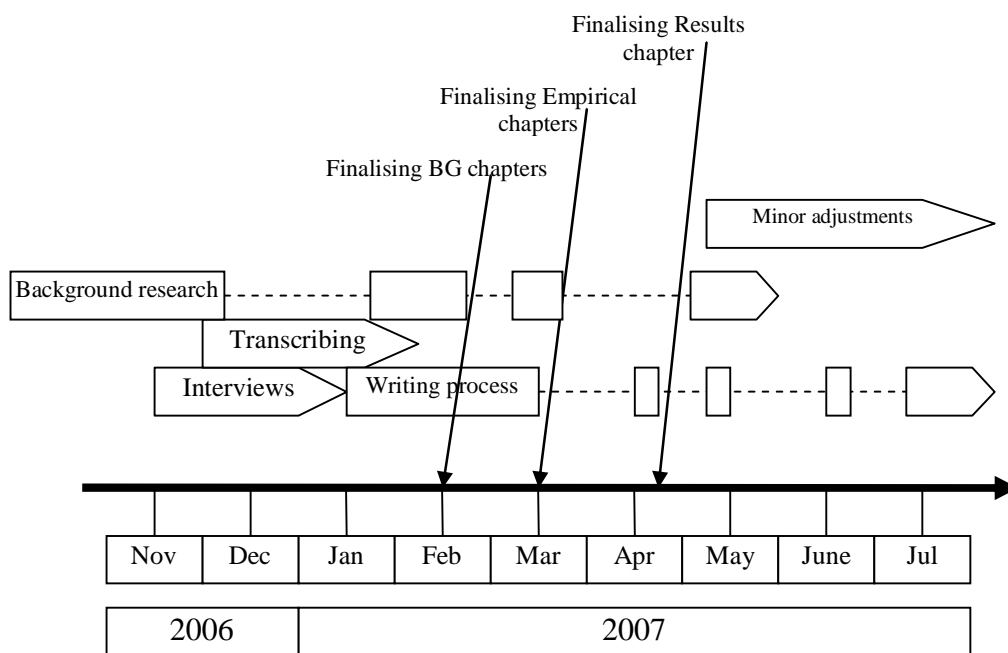 Finalising Results
chapter
Finalising Empirical
chapters
Finalising BG chapters
Minor adjustments
Background research
Transcribing
Interviews
Writing process
Nov
Dec
Jan
Feb
Mar
Apr
May
June
Jul
2006
2007